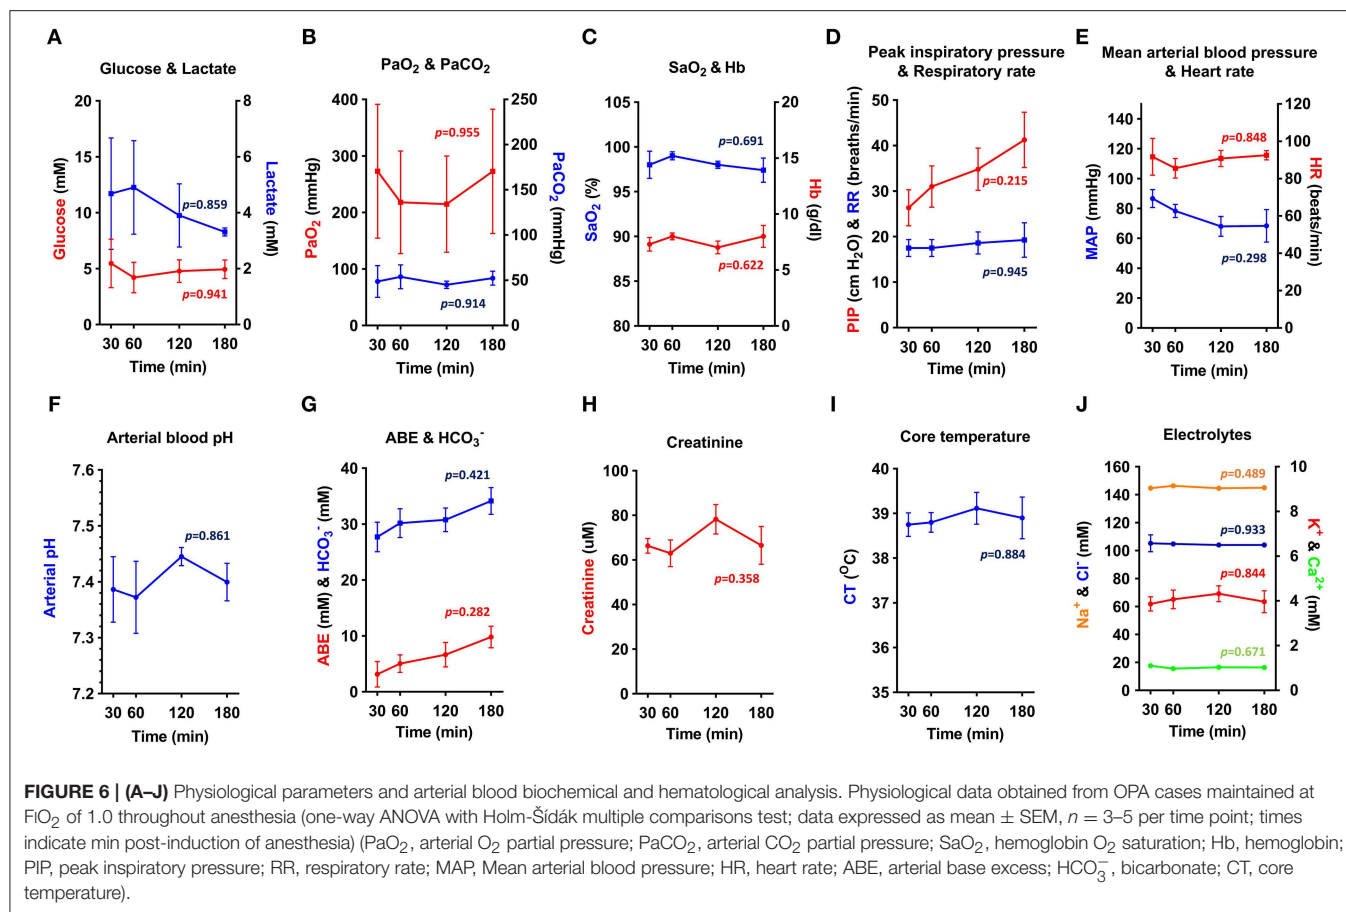 A
Glucose & Lactate
Glucose (mM)
20
15
10
5
0
8
6
4
2
0
Lactate (mM)
p=0.859
p=0.941
30 60 120 180
Time (min)
B
PaO2 & PaCO2
PaO2 (mmHg)
400
300
200
100
0
250
200
150
100
50
0
PaCO2 (mmHg)
p=0.955
p=0.914
30 60 120 180
Time (min)
C
SaO2 & Hb
SaO2 (%)
105
100
95
90
85
80
20
15
10
5
0
Hb (g/dl)
p=0.691
p=0.622
30 60 120 180
Time (min)
D
Peak inspiratory pressure
& Respiratory rate
PIP (cm H2O) & RR (breaths/min)
50
40
30
20
10
0
p=0.215
p=0.945
30 60 120 180
Time (min)
E
Mean arterial blood pressure
& Heart rate
MAP (mmHg)
180
160
140
120
100
80
60
40
20
0
120
100
80
60
40
20
0
HR (beats/min)
p=0.848
p=0.298
30 60 120 180
Time (min)
F
Arterial blood pH
Arterial pH
7.6
7.5
7.4
7.3
7.2
p=0.861
30 60 120 180
Time (min)
G
ABE & HCO3-
ABE (mM) & HCO3- (mM)
40
30
20
10
0
p=0.421
p=0.282
30 60 120 180
Time (min)
H
Creatinine
Creatinine (uM)
100
80
60
40
20
0
p=0.358
30 60 120 180
Time (min)
I
Core temperature
CT (OC)
40
39
38
37
36
35
p=0.884
30 60 120 180
Time (min)
J
Electrolytes
Na+ & Cl- (mM)
160
140
120
100
80
60
40
20
0
10
8
6
4
2
0
K+ & Ca2+ (mM)
p=0.489
p=0.933
p=0.844
p=0.671
30 60 120 180
Time (min)
FIGURE 6 | (A–J) Physiological parameters and arterial blood biochemical and hematological analysis. Physiological data obtained from OPA cases maintained at
FiO2 of 1.0 throughout anesthesia (one-way ANOVA with Holm-Šídák multiple comparisons test; data expressed as mean ± SEM, n = 3–5 per time point; times
indicate min post-induction of anesthesia) (PaO2, arterial O2 partial pressure; PaCO2, arterial CO2 partial pressure; SaO2, hemoglobin O2 saturation; Hb, hemoglobin;
PIP, peak inspiratory pressure; RR, respiratory rate; MAP, Mean arterial blood pressure; HR, heart rate; ABE, arterial base excess; HCO3−, bicarbonate; CT, core
temperature).